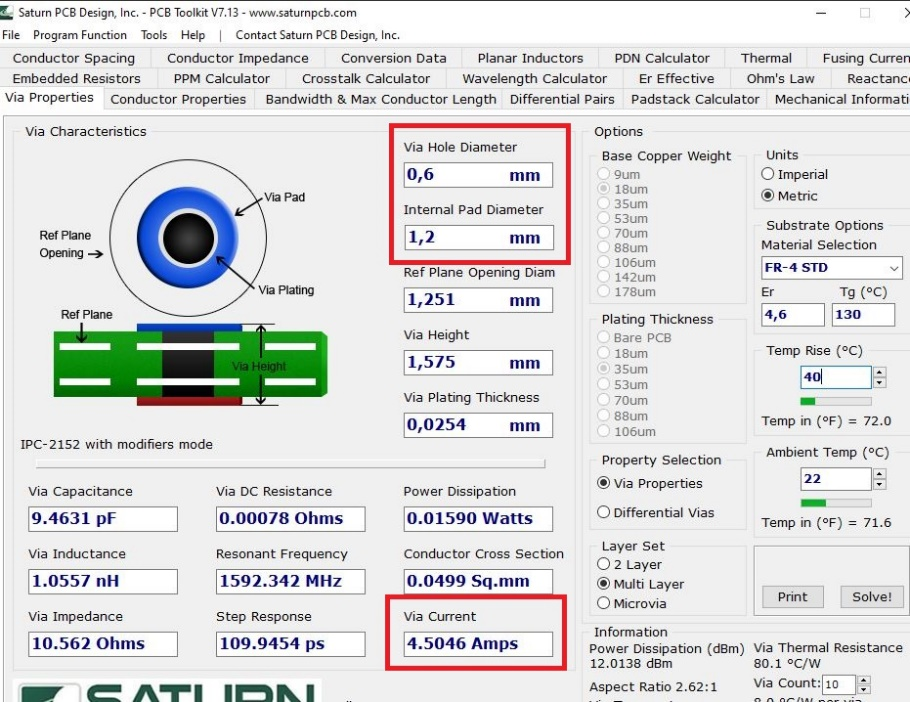 Saturn PCB Design, Inc. - PCB Toolkit V7.13 - www.saturnpcb.com
File Program Function Tools Help | Contact Saturn PCB Design, Inc.
Conductor Spacing Conductor Impedance Conversion Data Planar Inductors PDN Calculator Thermal Fusing Curren
Embedded Resistors PPM Calculator Crosstalk Calculator Wavelength Calculator Er Effective Ohm's Law Reactance
Via Properties Conductor Properties Bandwidth & Max Conductor Length Differential Pairs Padstack Calculator Mechanical Informati
Via Characteristics
Via Pad
Ref Plane
Opening
Via Plating
Ref Plane
Via Height
Via Hole Diameter
0,6 mm
Internal Pad Diameter
1,2 mm
Ref Plane Opening Diam
1,251 mm
Via Height
1,575 mm
Via Plating Thickness
0,0254 mm
IPC-2152 with modifiers mode
Via Capacitance Via DC Resistance Power Dissipation
9.4631 pF 0.00078 Ohms 0.01590 Watts
Via Inductance Resonant Frequency Conductor Cross Section
1.0557 nH 1592.342 MHz 0.0499 Sq.mm
Via Impedance Step Response Via Current
10.562 Ohms 109.9454 ps 4.5046 Amps
SATURN
Options
Base Copper Weight
9um
18um
35um
53um
70um
88um
106um
142um
178um
Plating Thickness
Bare PCB
18um
35um
53um
70um
88um
106um
Property Selection
Via Properties
Differential Vias
Layer Set
2 Layer
Multi Layer
Microvia
Units
Imperial
Metric
Substrate Options
Material Selection
FR-4 STD
Er Tg (°C)
4,6 130
Temp Rise (°C)
40
Temp in (°F) = 72.0
Ambient Temp (°C)
22
Temp in (°F) = 71.6
Print Solve!
Information
Power Dissipation (dBm) Via Thermal Resistance
12.0138 dBm 80.1 °C/W
Aspect Ratio 2.62:1 Via Count: 10
8.0 °C/W per via